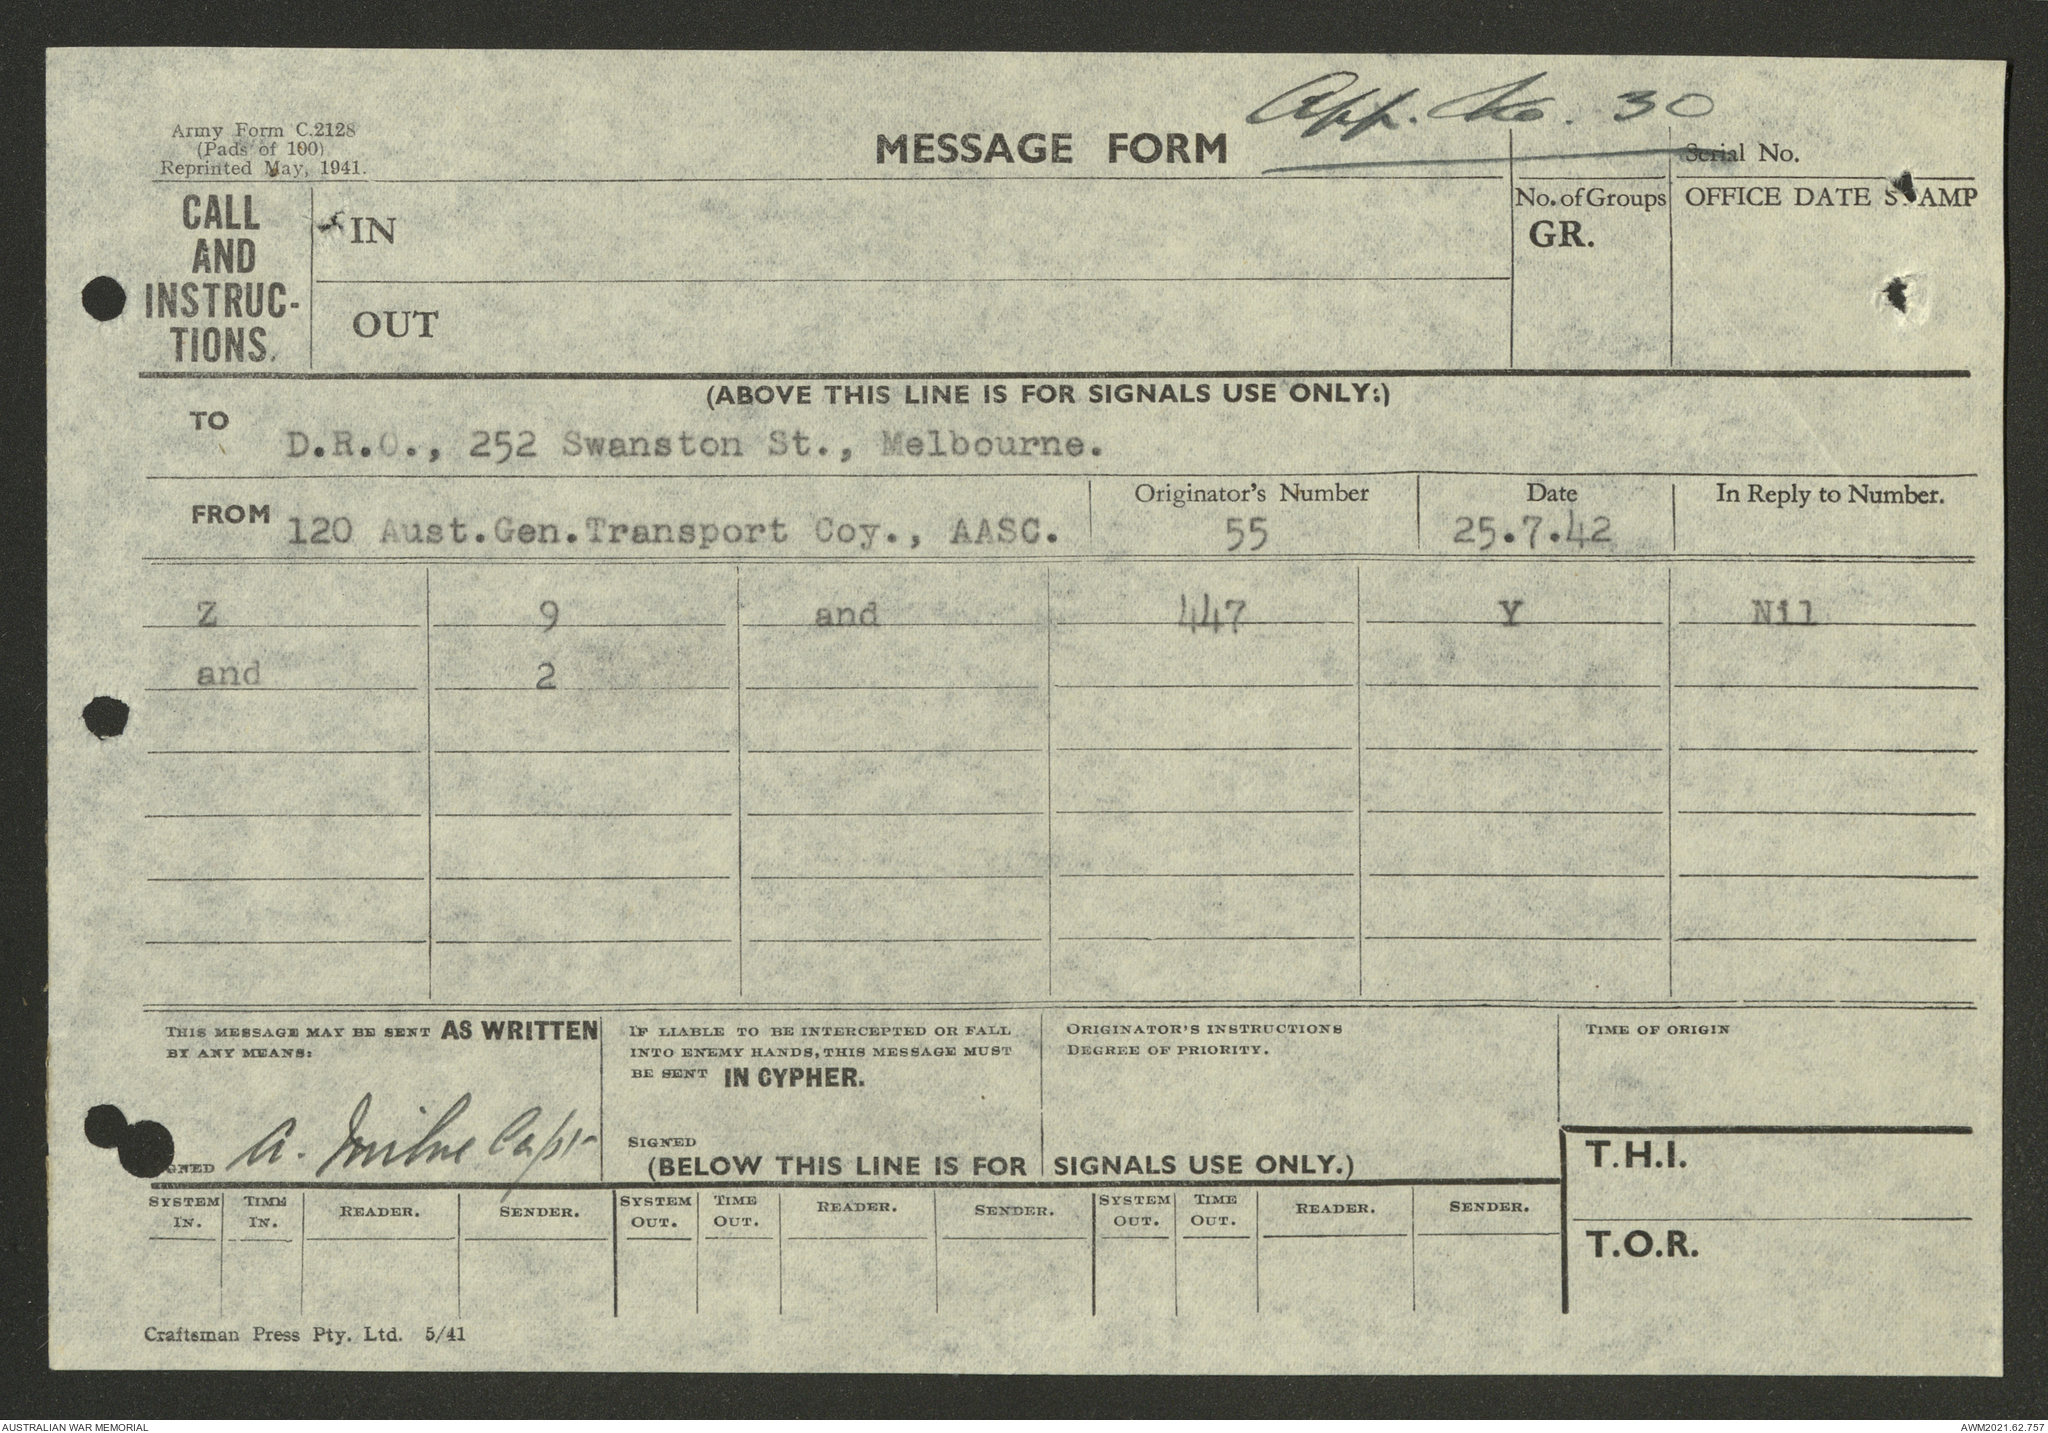 App. No. 30
Army Form C.2128
(Pads of 100)
Reprinted May, 1941.
MESSAGE FORM
Serial No.
CALL
AND
INSTRUC-
TIONS.
IN
OUT
No. of Groups
GR.
OFFICE DATE STAMP
(ABOVE THIS LINE IS FOR SIGNALS USE ONLY:)
TO
D.R.O., 252 Swanston St., Melbourne.
FROM 120 Aust.Gen.Transport Coy., AASC.
Originator's Number
55
Date
25.7.42
In Reply to Number.
Z 9 and 447 Y Nil
and 2
THIS MESSAGE MAY BE SENT AS WRITTEN
BY ANY MEANS:
SIGNED A. Milne Capt
IF LIABLE TO BE INTERCEPTED OR FALL
INTO ENEMY HANDS, THIS MESSAGE MUST
BE SENT IN CYPHER.
SIGNED
ORIGINATOR'S INSTRUCTIONS
DEGREE OF PRIORITY.
TIME OF ORIGIN
(BELOW THIS LINE IS FOR SIGNALS USE ONLY.)
T.H.I.
T.O.R.
SYSTEM IN. TIME IN. READER. SENDER. SYSTEM OUT. TIME OUT. READER. SENDER. SYSTEM OUT. TIME OUT. READER. SENDER.
Craftsman Press Pty. Ltd. 5/41
AUSTRALIAN WAR MEMORIAL
AWM2021.62.757